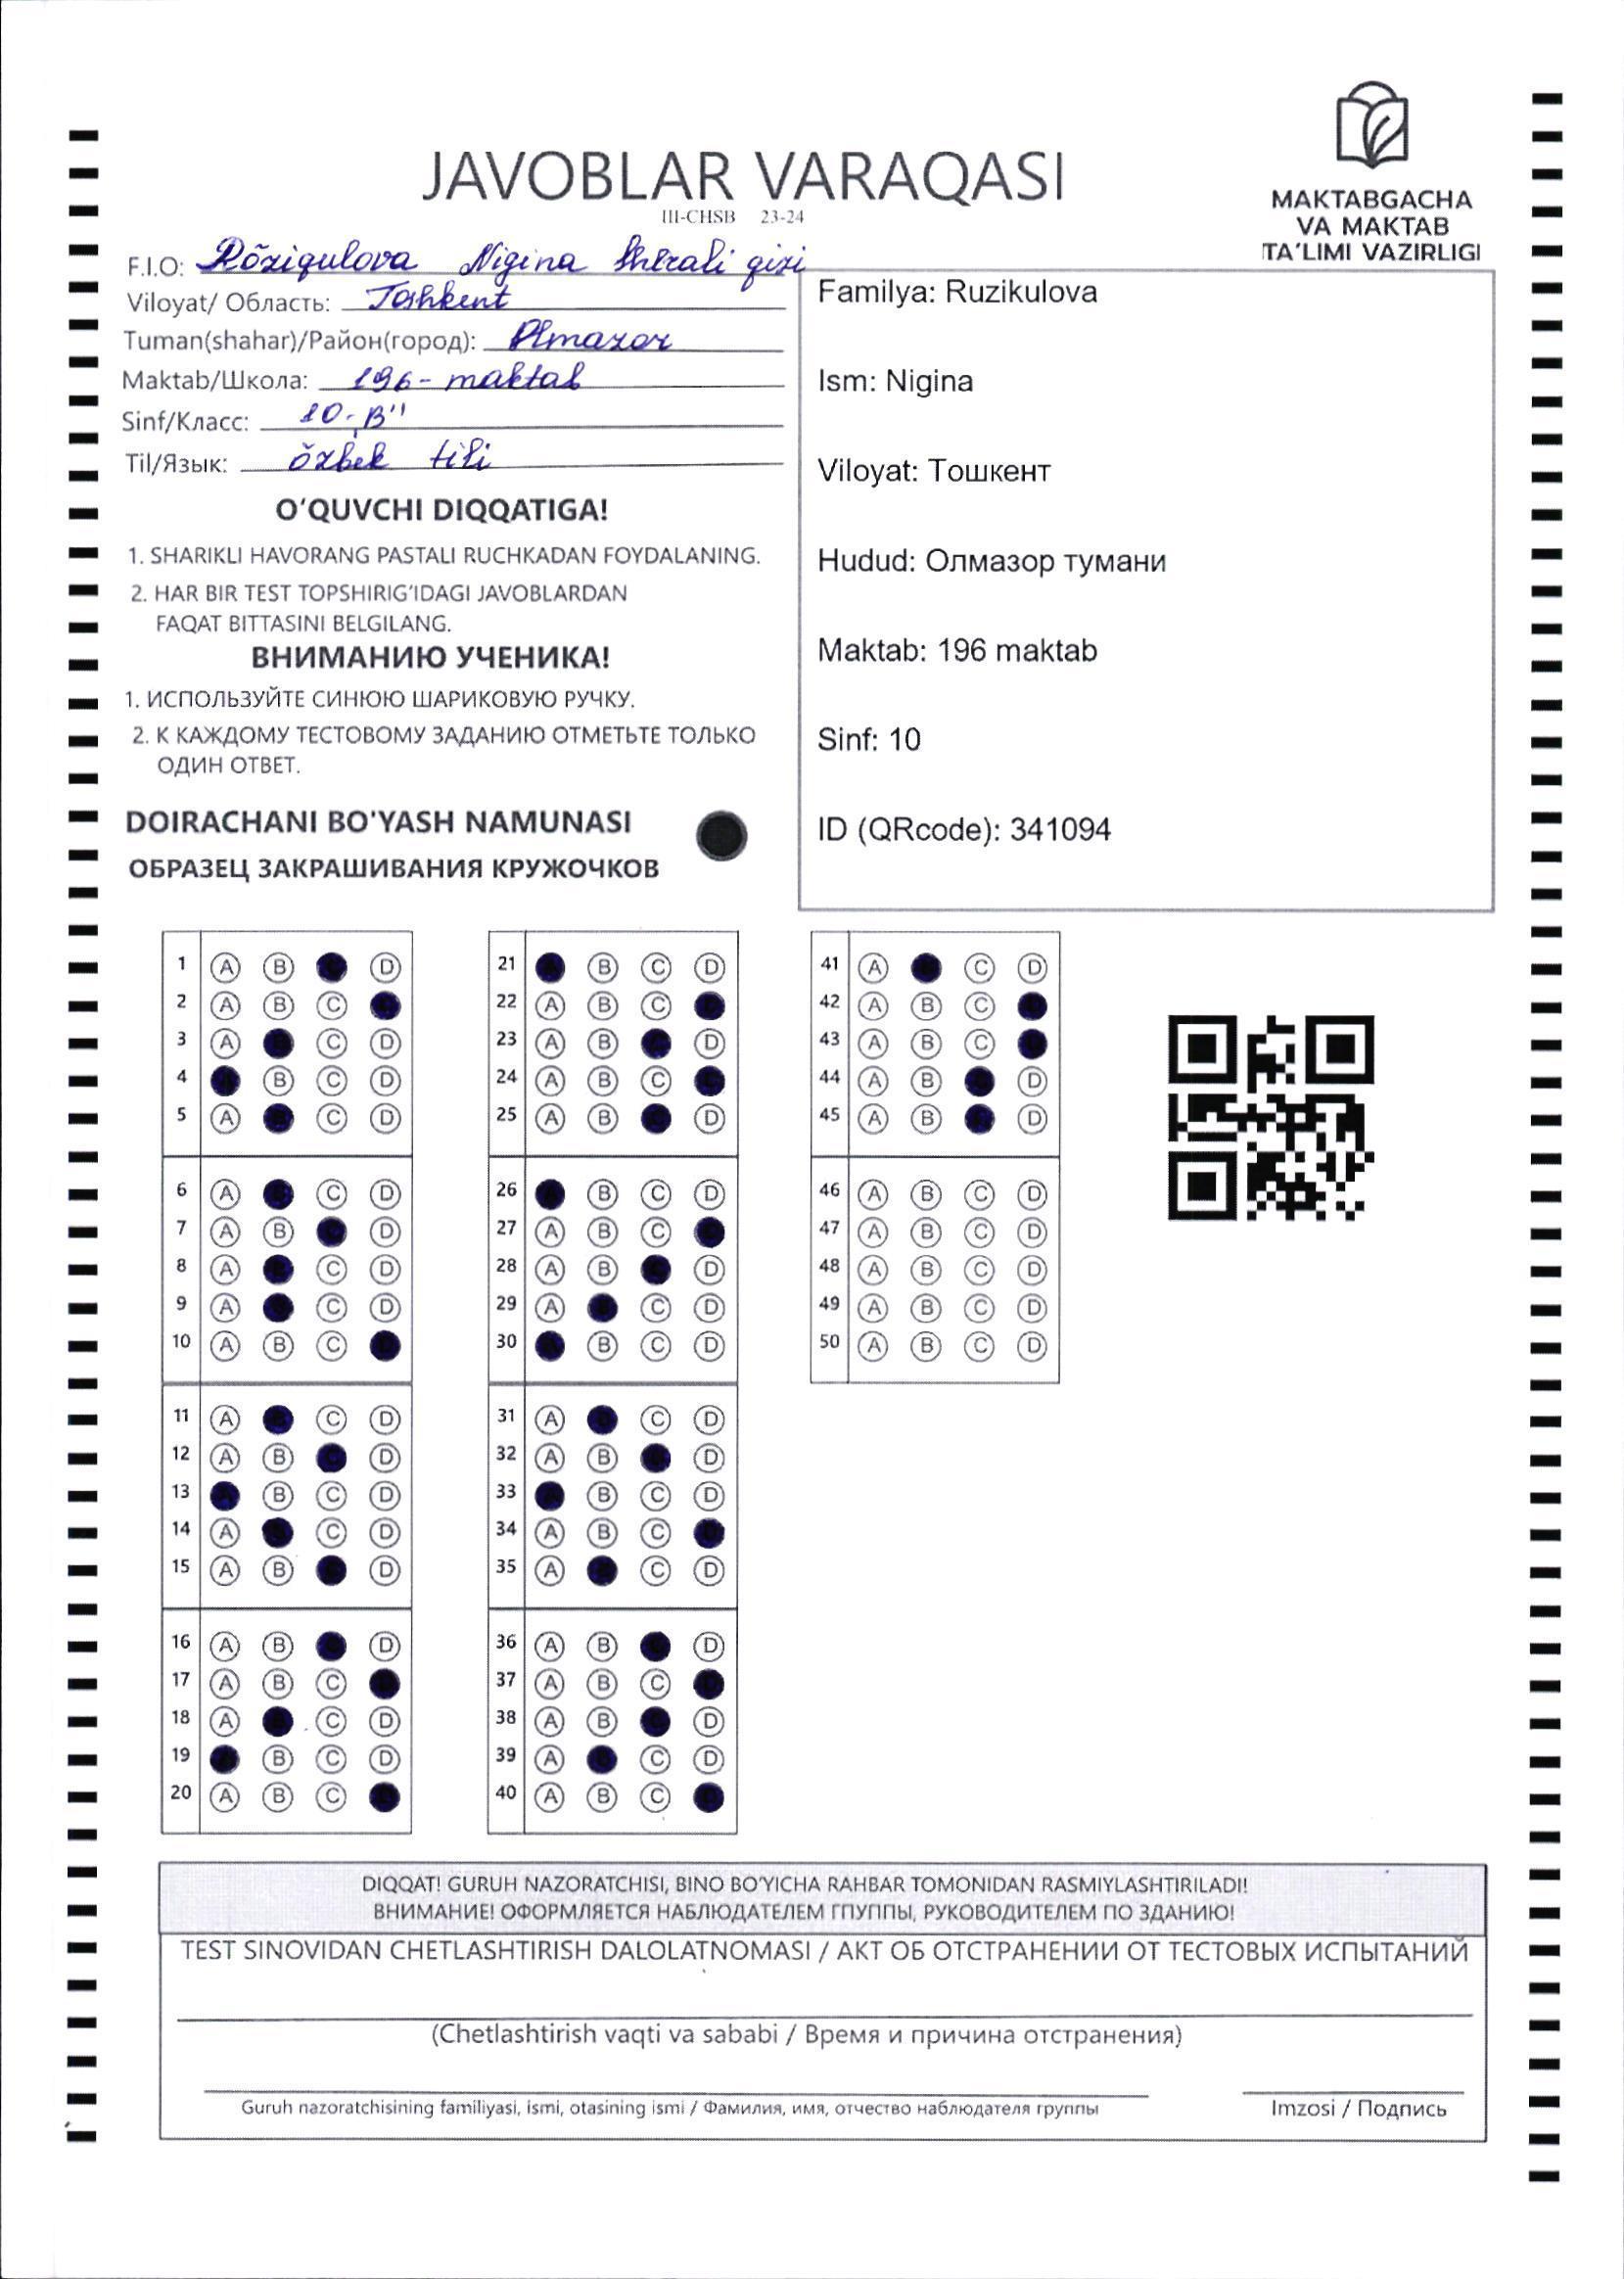 JAVOBLAR VARAQASI
III-CHSB 23-24
MAKTABGACHA
VA MAKTAB
TA'LIMI VAZIRLIGI
F.I.O: Rõziqulova Nigina Sherali qizi
Viloyat/ Область: Toshkent
Tuman(shahar)/Район(город): Olmazor
Maktab/Школа: 196- maktab
Sinf/Класс: 10-"B"
Til/Язык: õzbek tili
O'QUVCHI DIQQATIGA!
1. SHARIKLI HAVORANG PASTALI RUCHKADAN FOYDALANING.
2. HAR BIR TEST TOPSHIRIG'IDAGI JAVOBLARDAN
FAQAT BITTASINI BELGILANG.
ВНИМАНИЮ УЧЕНИКА!
1. ИСПОЛЬЗУЙТЕ СИНЮЮ ШАРИКОВУЮ РУЧКУ.
2. К КАЖДОМУ ТЕСТОВОМУ ЗАДАНИЮ ОТМЕТЬТЕ ТОЛЬКО
ОДИН ОТВЕТ.
DOIRACHANI BO'YASH NAMUNASI
ОБРАЗЕЦ ЗАКРАШИВАНИЯ КРУЖОЧКОВ
Familya: Ruzikulova
Ism: Nigina
Viloyat: Тошкент
Hudud: Олмазор тумани
Maktab: 196 maktab
Sinf: 10
ID (QRcode): 341094
1 A B D
2 A B C
3 A C D
4 B C D
5 A C D
6 A C D
7 A B D
8 A C D
9 A C D
10 A B C
11 A C D
12 A B D
13 B C D
14 A C D
15 A B D
16 A B D
17 A B C
18 A C D
19 B C D
20 A B C
21 B C D
22 A B C
23 A B D
24 A B C
25 A B D
26 B C D
27 A B C
28 A B D
29 A C D
30 B C D
31 A C D
32 A B D
33 B C D
34 A B C
35 A C D
36 A B D
37 A B C
38 A B D
39 A C D
40 A B C
41 A C D
42 A B C
43 A B C
44 A B D
45 A B D
46 A B C D
47 A B C D
48 A B C D
49 A B C D
50 A B C D
DIQQAT! GURUH NAZORATCHISI, BINO BO'YICHA RAHBAR TOMONIDAN RASMIYLASHTIRILADI!
ВНИМАНИЕ! ОФОРМЛЯЕТСЯ НАБЛЮДАТЕЛЕМ ГПУППЫ, РУКОВОДИТЕЛЕМ ПО ЗДАНИЮ!
TEST SINOVIDAN CHETLASHTIRISH DALOLATNOMASI / АКТ ОБ ОТСТРАНЕНИИ ОТ ТЕСТОВЫХ ИСПЫТАНИЙ
(Chetlashtirish vaqti va sababi / Время и причина отстранения)
Guruh nazoratchisining familiyasi, ismi, otasining ismi / Фамилия, имя, отчество наблюдателя группы
Imzosi / Подпись